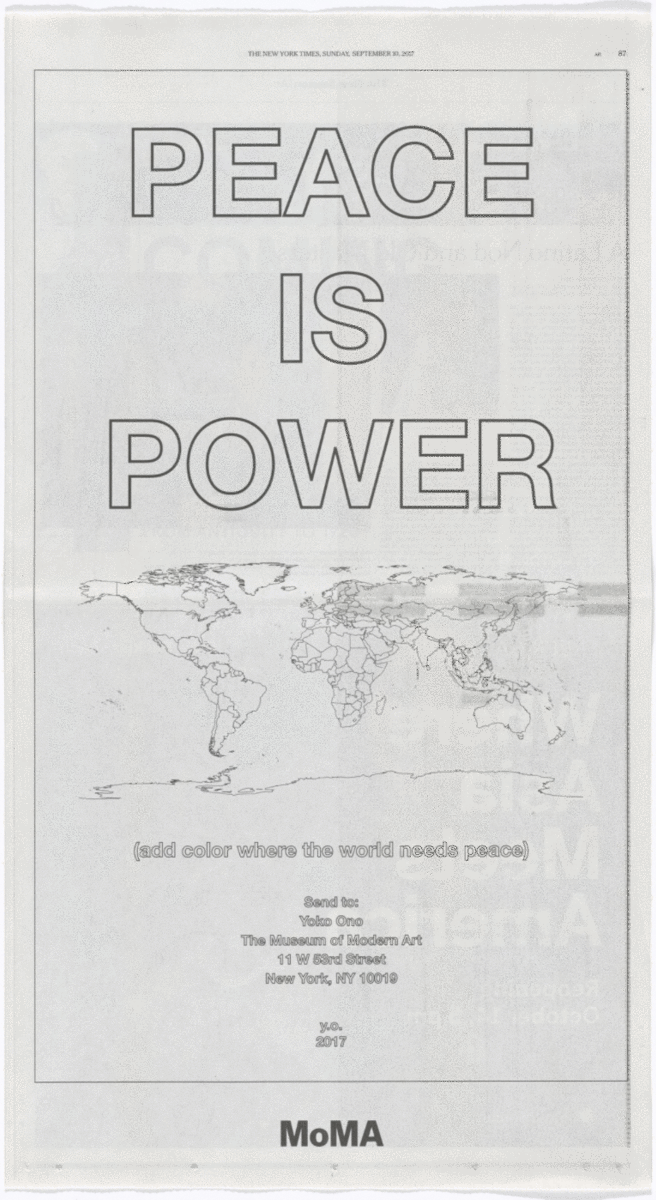 THE NEW YORK TIMES, SUNDAY, SEPTEMBER 10, 2017
AR 87
PEACE
IS
POWER
(add color where the world needs peace)
Send to:
Yoko Ono
The Museum of Modern Art
11 W 53rd Street
New York, NY 10019
y.o.
2017
MoMA